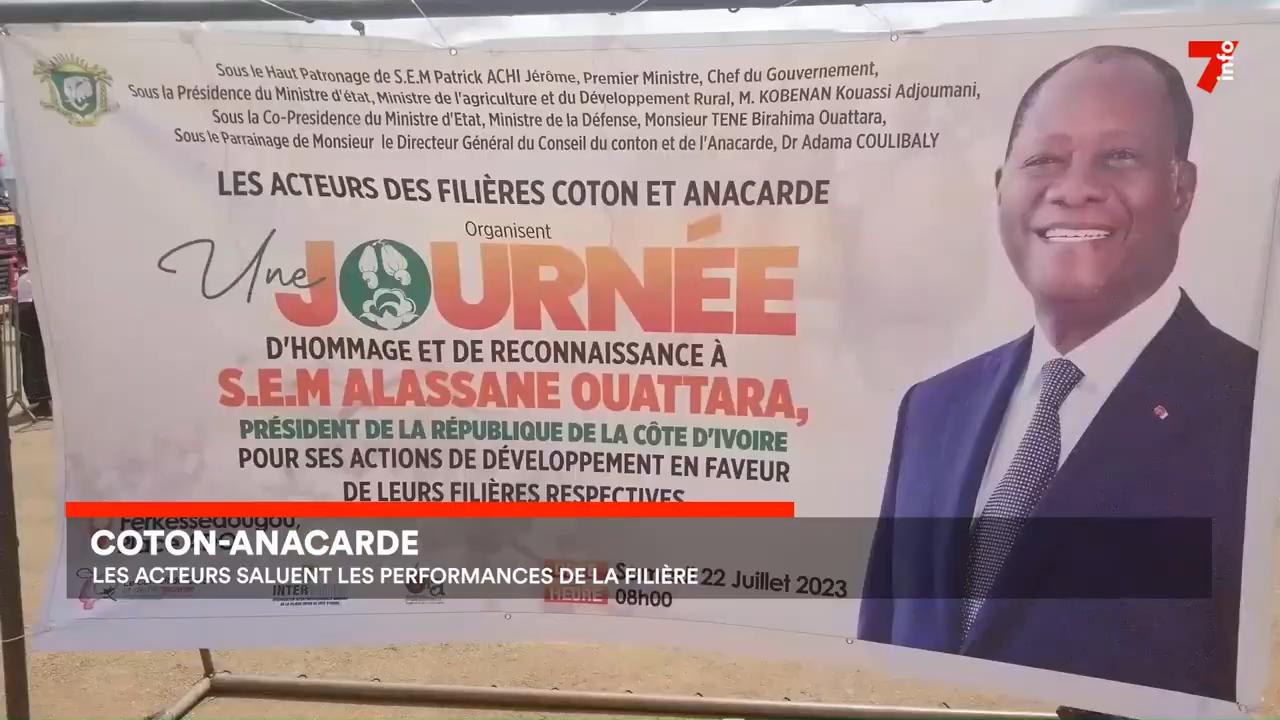 Sous le Haut Patronage de S.E.M Patrick ACHI Jérôme, Premier Ministre, Chef du Gouvernement,
Sous la Présidence du Ministre d'état, Ministre de l'agriculture et du Développement Rural, M. KOBENAN Kouassi Adjoumani,
Sous la Co-Presidence du Ministre d'Etat, Ministre de la Défense, Monsieur TENE Birahima Ouattara,
Sous le Parrainage de Monsieur le Directeur Général du Conseil du conton et de l'Anacarde, Dr Adama COULIBALY
7info
LES ACTEURS DES FILIÈRES COTON ET ANACARDE
Organisent
Une JOURNÉE
D'HOMMAGE ET DE RECONNAISSANCE À
S.E.M ALASSANE OUATTARA,
PRÉSIDENT DE LA RÉPUBLIQUE DE LA CÔTE D'IVOIRE
POUR SES ACTIONS DE DÉVELOPPEMENT EN FAVEUR
DE LEURS FILIÈRES RESPECTIVES
Ferkessédougou,
COTON-ANACARDE
LES ACTEURS SALUENT LES PERFORMANCES DE LA FILIÈRE
22 Juillet 2023
INTER
HEURE
08h00